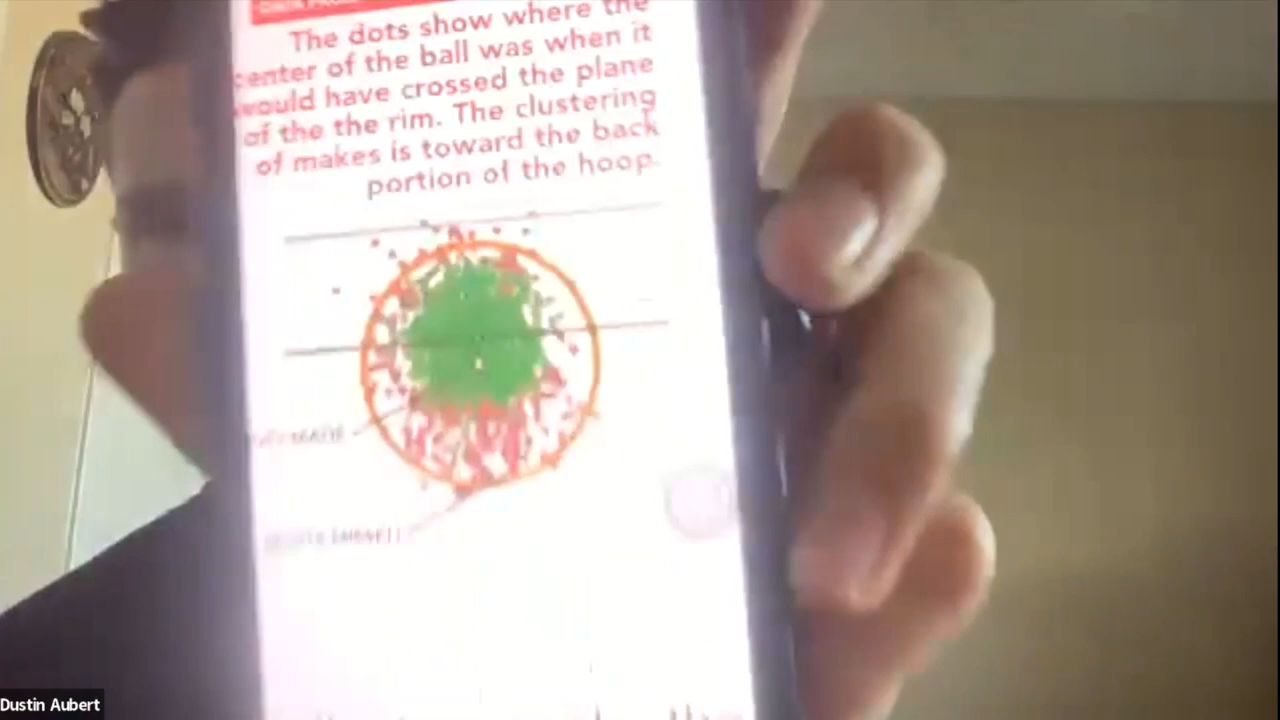 The dots show where the
center of the ball was when it
would have crossed the plane
of the the rim. The clustering
of makes is toward the back
portion of the hoop.
MADE
Dustin Aubert